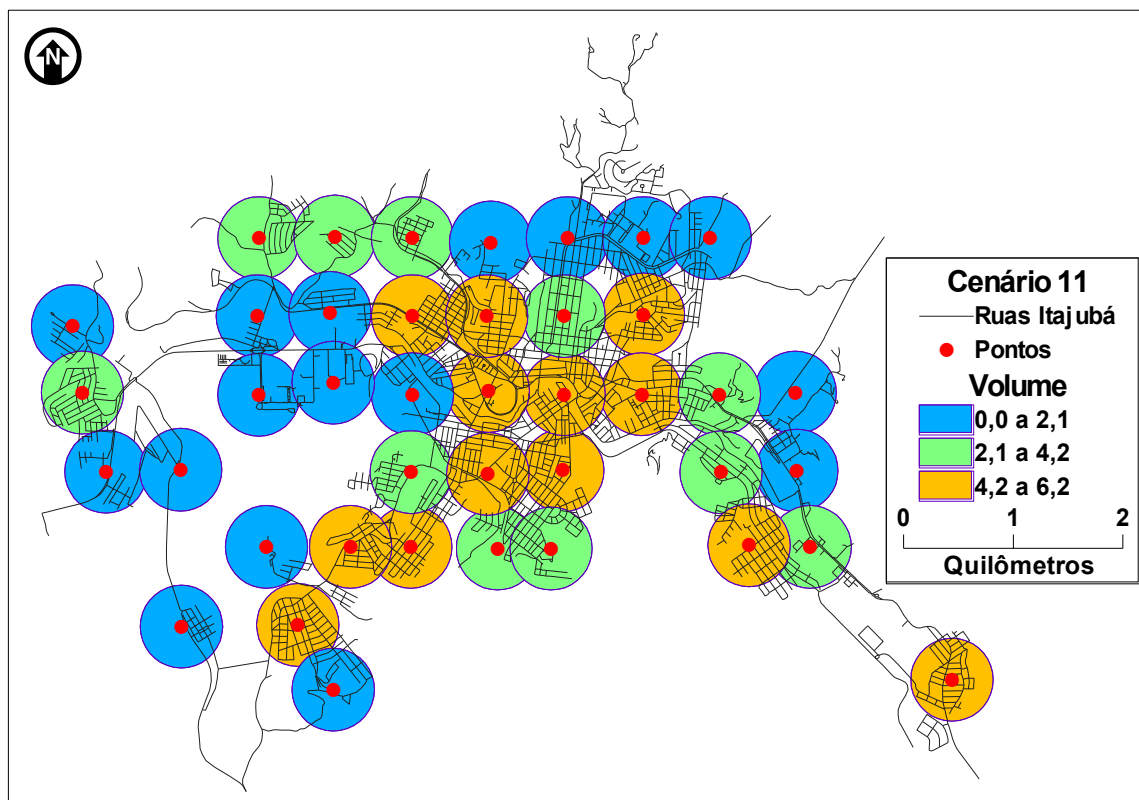 N
Cenário 11
Ruas Itajubá
Pontos
Volume
0,0 a 2,1
2,1 a 4,2
4,2 a 6,2
0 1 2
Quilômetros